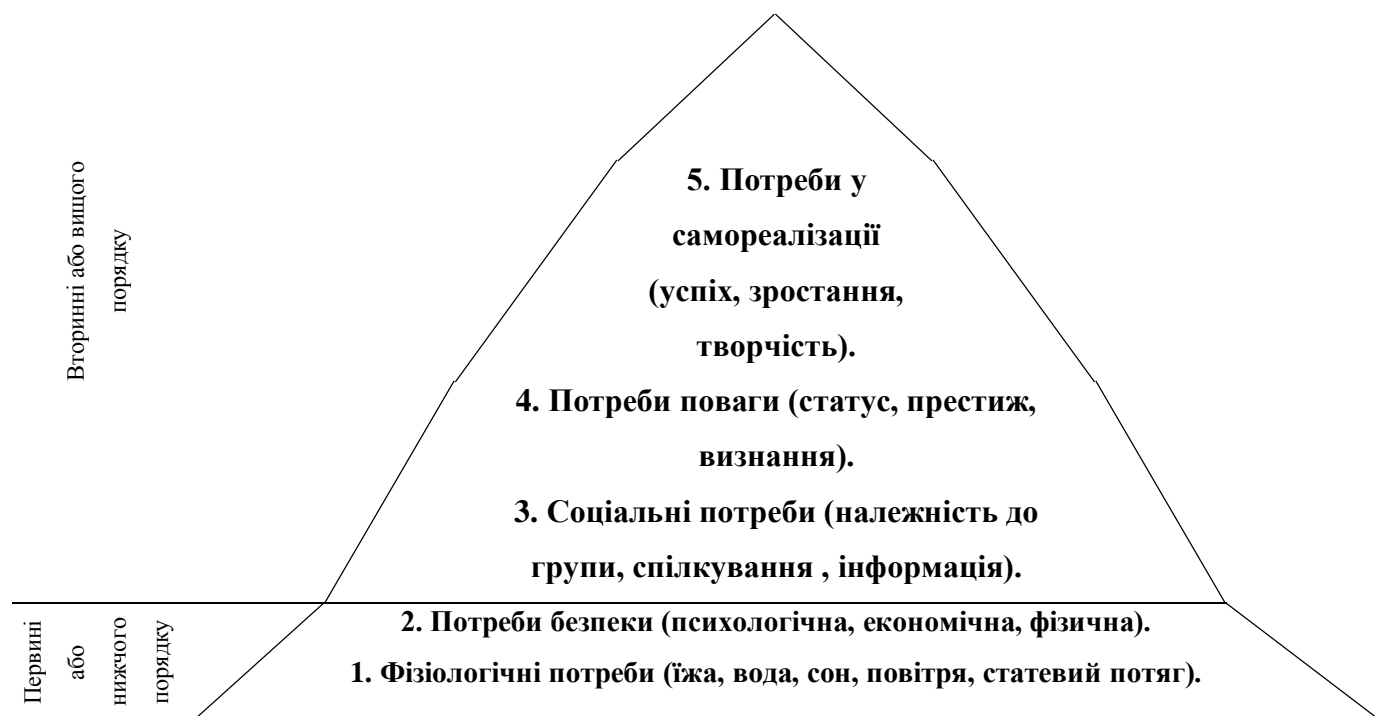 Вторинні або вищого
порядку
5. Потреби у
самореалізації
(успіх, зростання,
творчість).
4. Потреби поваги (статус, престиж,
визнання).
3. Соціальні потреби (належність до
групи, спілкування , інформація).
Первині
або
нижчого
порядку
2. Потреби безпеки (психологічна, економічна, фізична).
1. Фізіологічні потреби (їжа, вода, сон, повітря, статевий потяг).